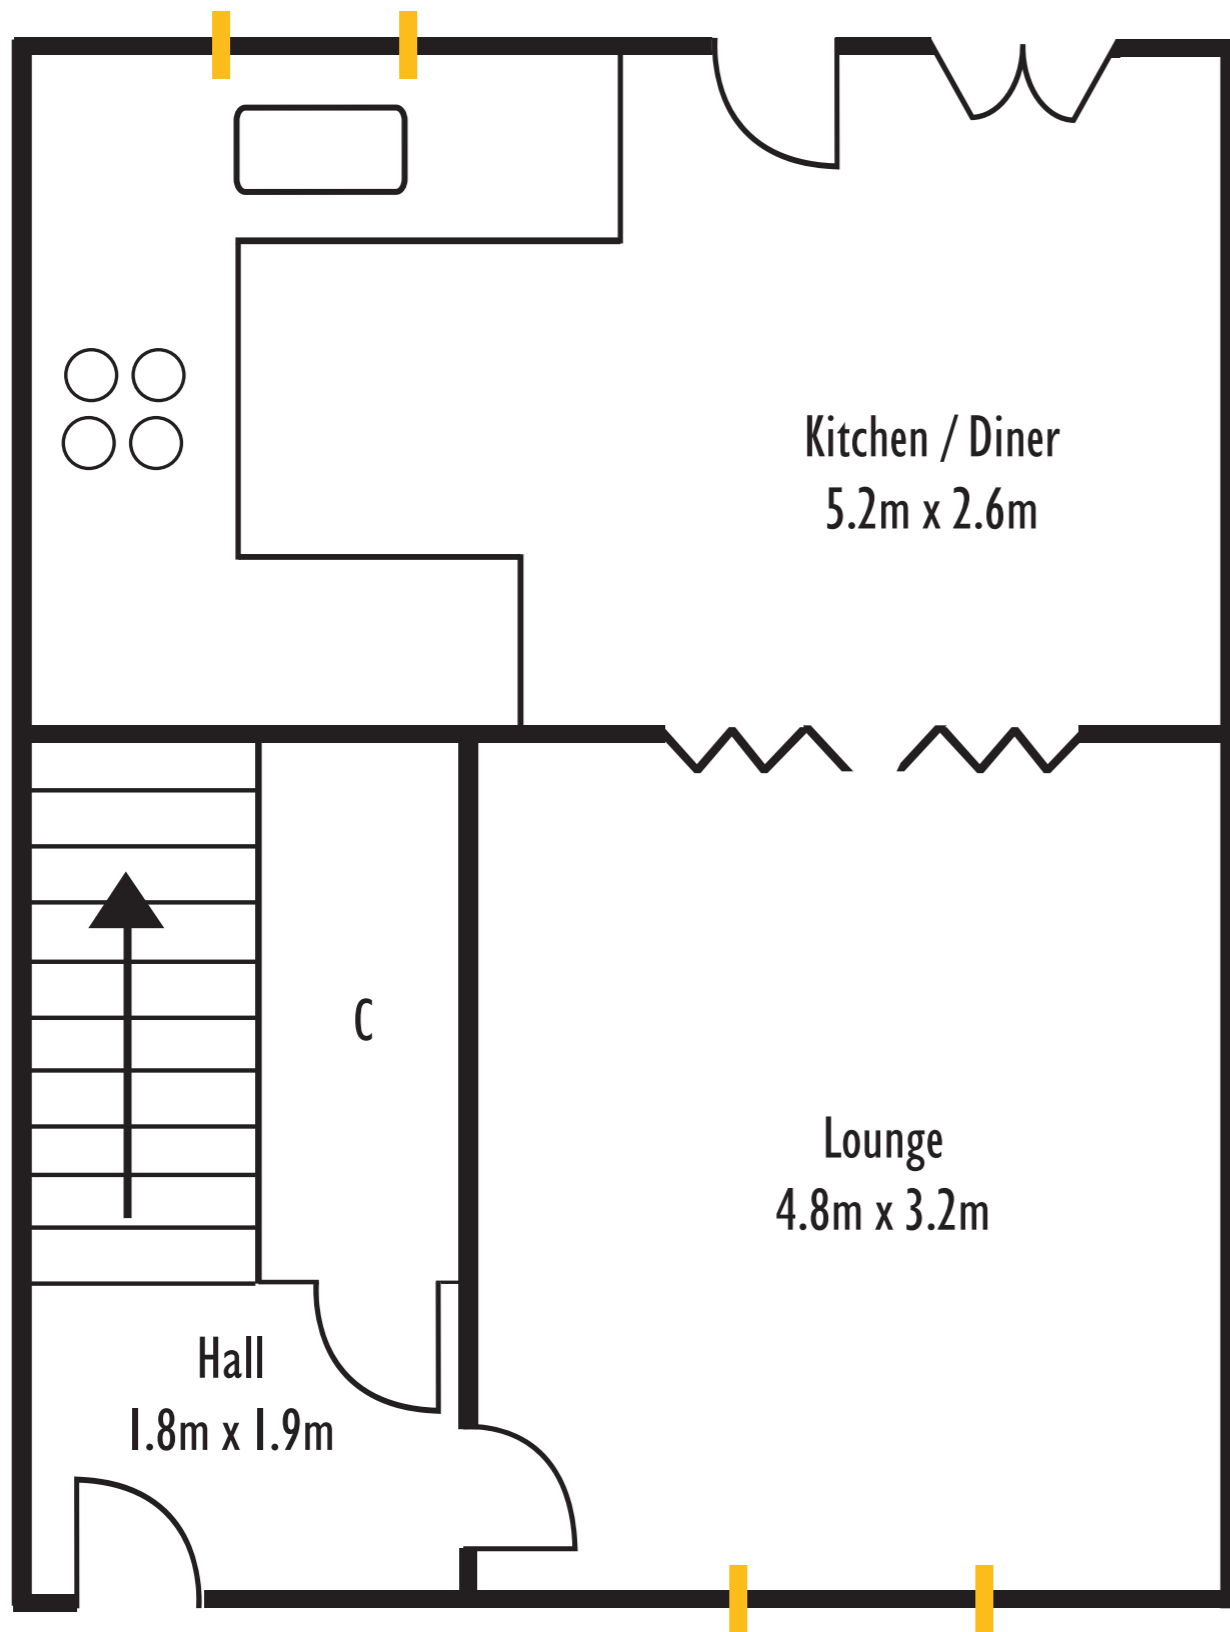 Kitchen / Diner
5.2m x 2.6m
C
Lounge
4.8m x 3.2m
Hall
1.8m x 1.9m